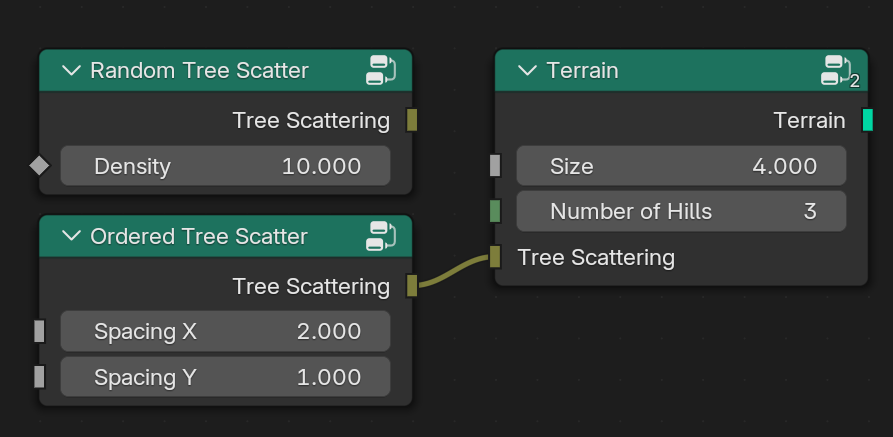 Random Tree Scatter
Tree Scattering
Density 10.000
Ordered Tree Scatter
Tree Scattering
Spacing X 2.000
Spacing Y 1.000
Terrain 2
Terrain
Size 4.000
Number of Hills 3
Tree Scattering